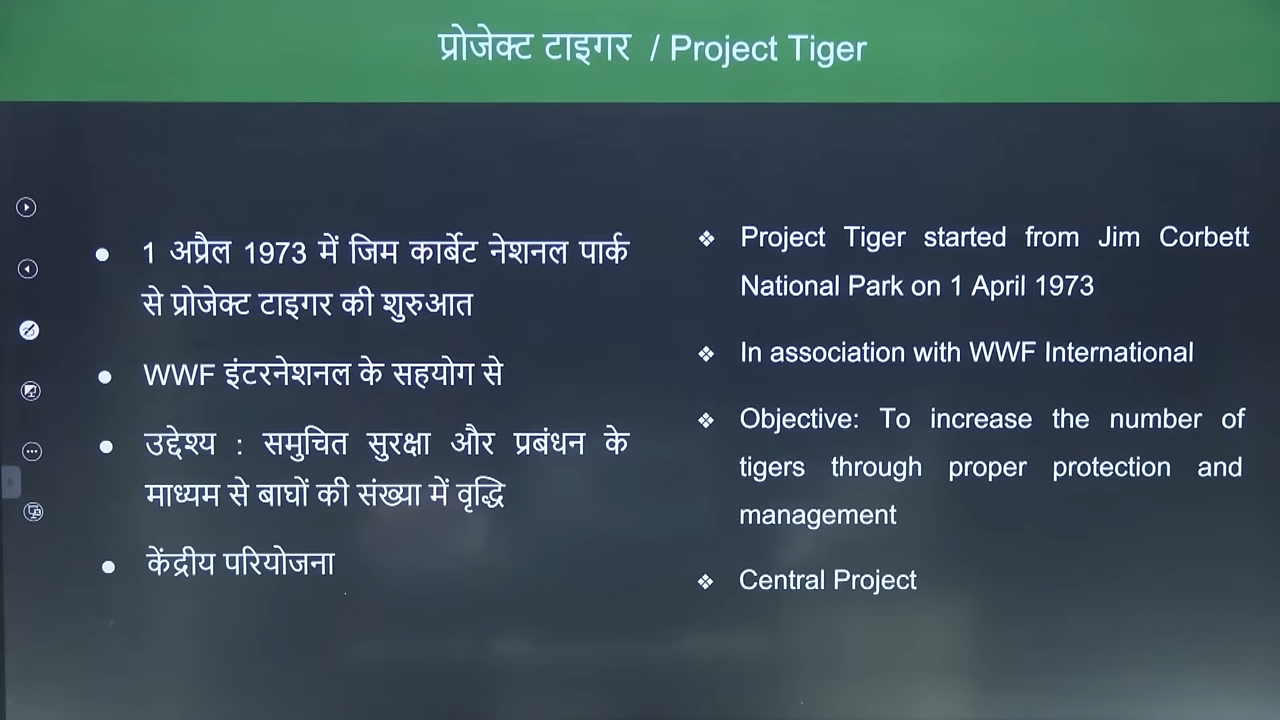 प्रोजेक्ट टाइगर / Project Tiger
1 अप्रैल 1973 में जिम कार्बेट नेशनल पार्क
से प्रोजेक्ट टाइगर की शुरुआत
WWF इंटरनेशनल के सहयोग से
उद्देश्य : समुचित सुरक्षा और प्रबंधन के
माध्यम से बाघों की संख्या में वृद्धि
केंद्रीय परियोजना
Project Tiger started from Jim Corbett
National Park on 1 April 1973
In association with WWF International
Objective: To increase the number of
tigers through proper protection and
management
Central Project